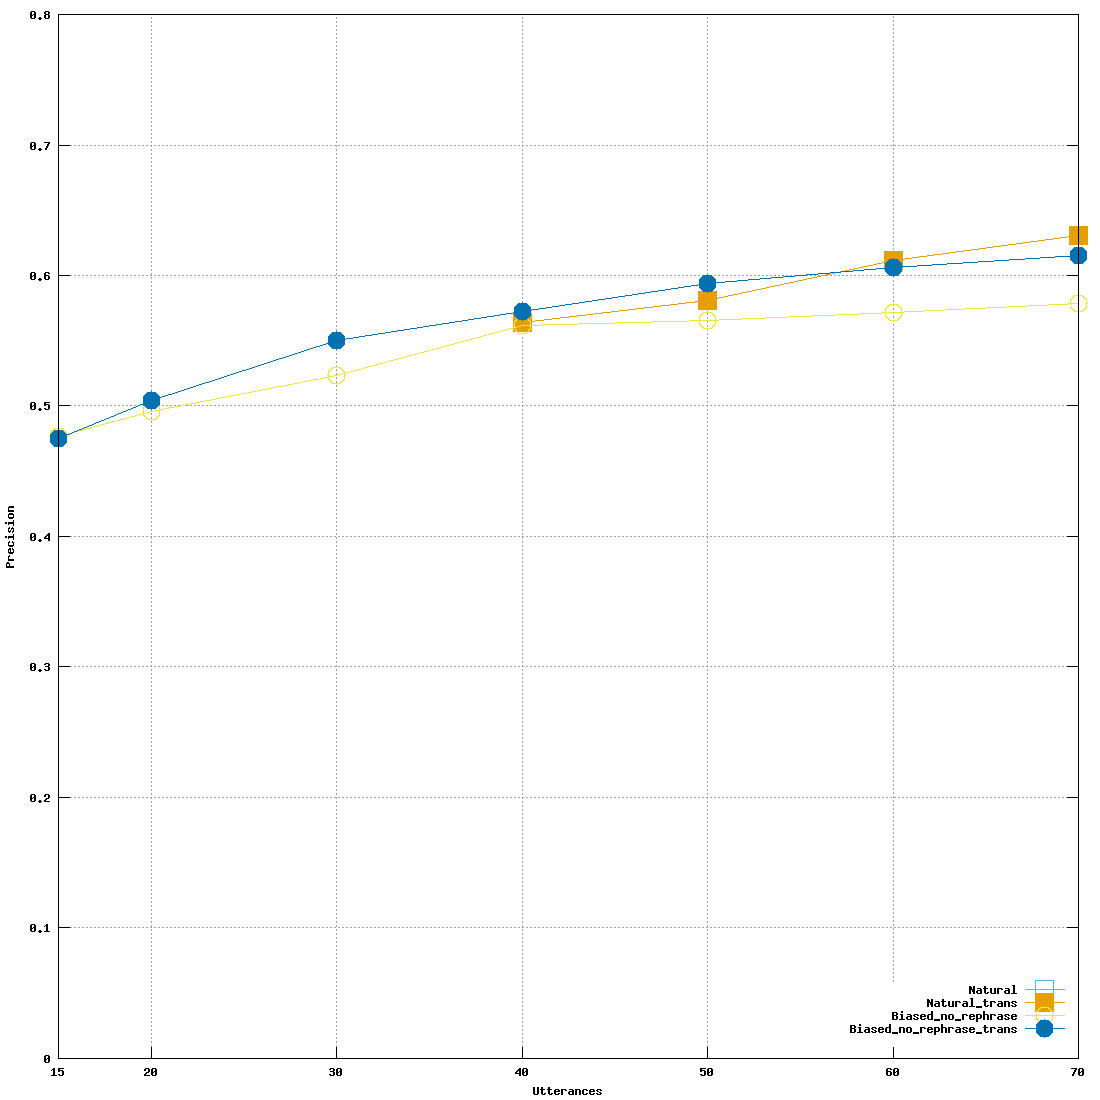 0.8
0.7
0.6
0.5
0.4
0.3
0.2
0.1
0
Precision
15 20 30 40 50 60 70
Utterances
Natural
Natural_trans
Biased_no_rephrase
Biased_no_rephrase_trans